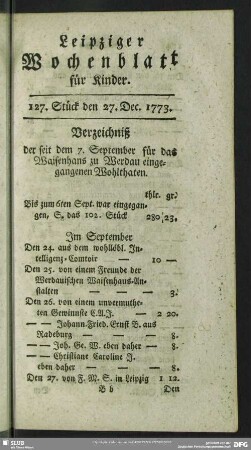 Leipziger
Wochenblatt
für Kinder.
127. Stück den 27. Dec. 1773.
Verzeichniß
der seit dem 7. September für das
Waisenhaus zu Werdau einge-
gangenen Wohlthaten.
thlr. gr.
Bis zum 6ten Sept. war eingegan-
gen, S. das 102. Stück 280 23.
Im September
Den 24. aus dem wohllöbl. In-
telligenz-Comtoir — 10 —
Den 25. von einem Freunde der
Werdauischen Waisenhaus-An-
stalten — — 3.
Den 26. von einem unvermuthe-
ten Gewinnste C.A.J. — 2 20.
— — Johann. Fried. Ernst B. aus
Radeburg — — 8.
— — Joh. Ge. W. eben daher — 8.
— — Christiane Caroline J.
eben daher — — 8.
Den 27. von F. M. S. in Leipzig 1 12.
B b Den
SLUB
DFG